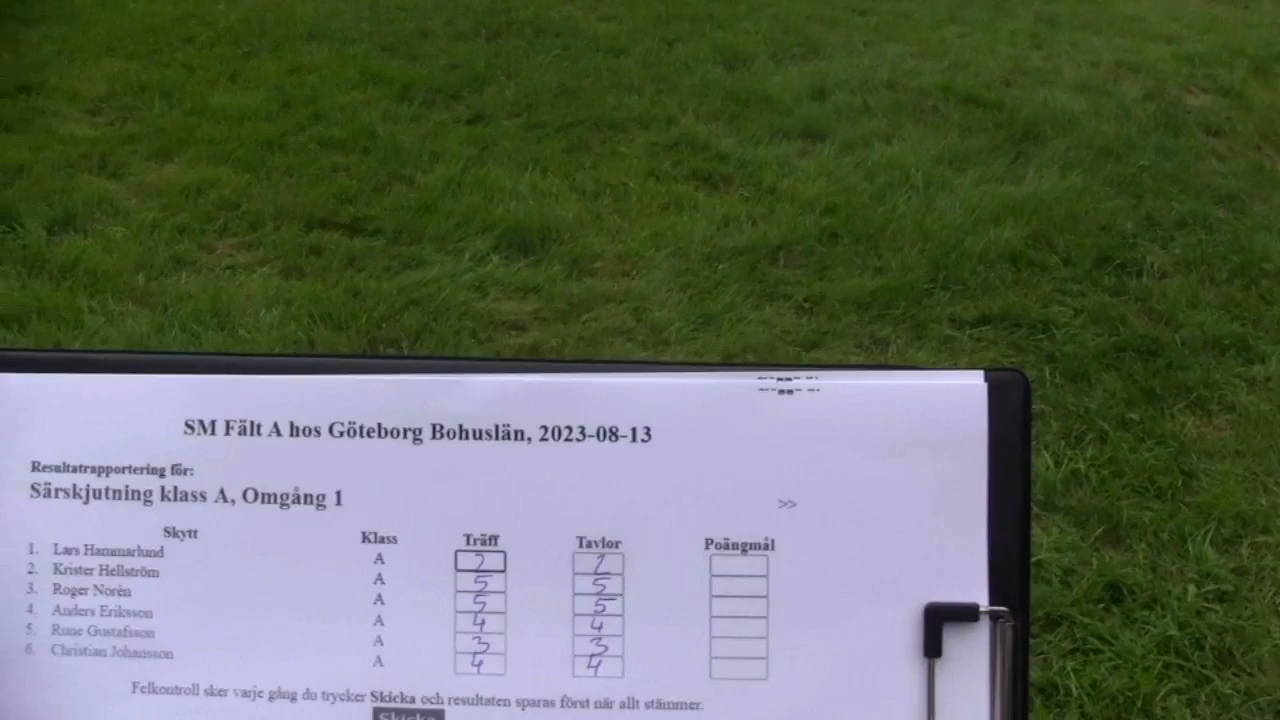 SM Fält A hos Göteborg Bohuslän, 2023-08-13
Resultatrapportering för:
Särskjutning klass A, Omgång 1
>>
Skytt Klass Träff Tavlor Poängmål
1. Lars Hammarlund A 2 2
2. Krister Hellström A 5 5
3. Roger Norén A 5 5
4. Anders Eriksson A 4 4
5. Rune Gustafsson A 3 3
6. Christian Johansson A 4 4
Felkontroll sker varje gång du trycker Skicka och resultaten sparas först när allt stämmer.
Skicka